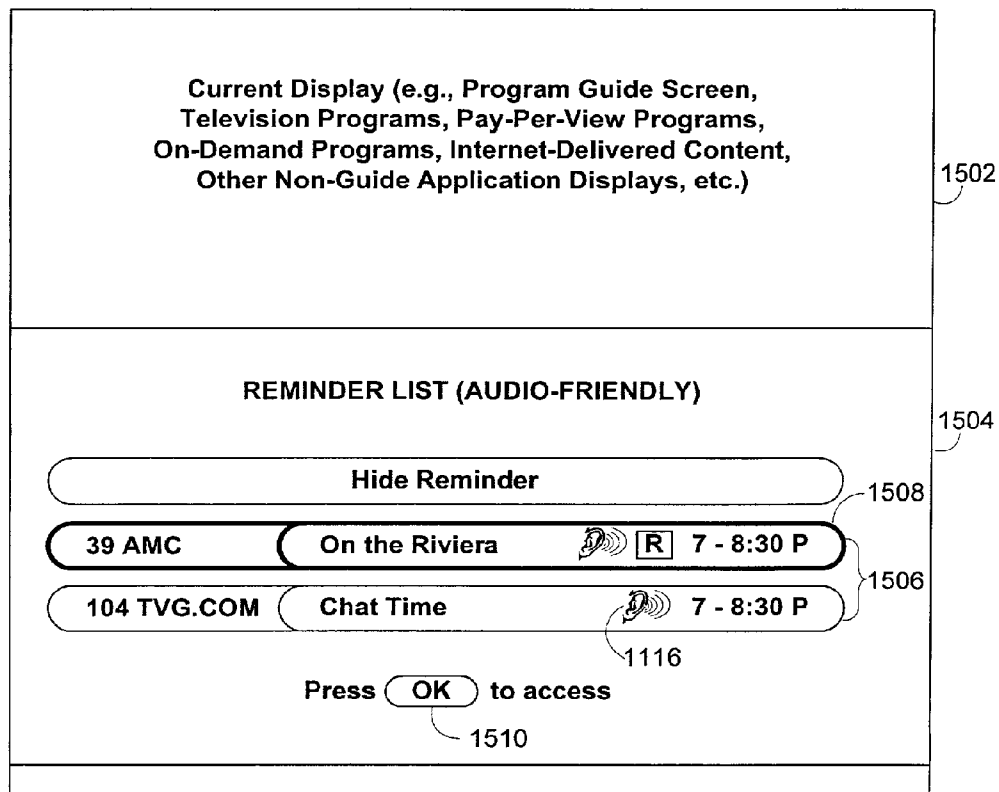 Current Display (e.g., Program Guide Screen,
Television Programs, Pay-Per-View Programs,
On-Demand Programs, Internet-Delivered Content,
Other Non-Guide Application Displays, etc.)
1502
REMINDER LIST (AUDIO-FRIENDLY)
1504
Hide Reminder
1508
39 AMC On the Riviera R 7 - 8:30 P
1506
104 TVG.COM Chat Time 7 - 8:30 P
1116
Press OK to access
1510